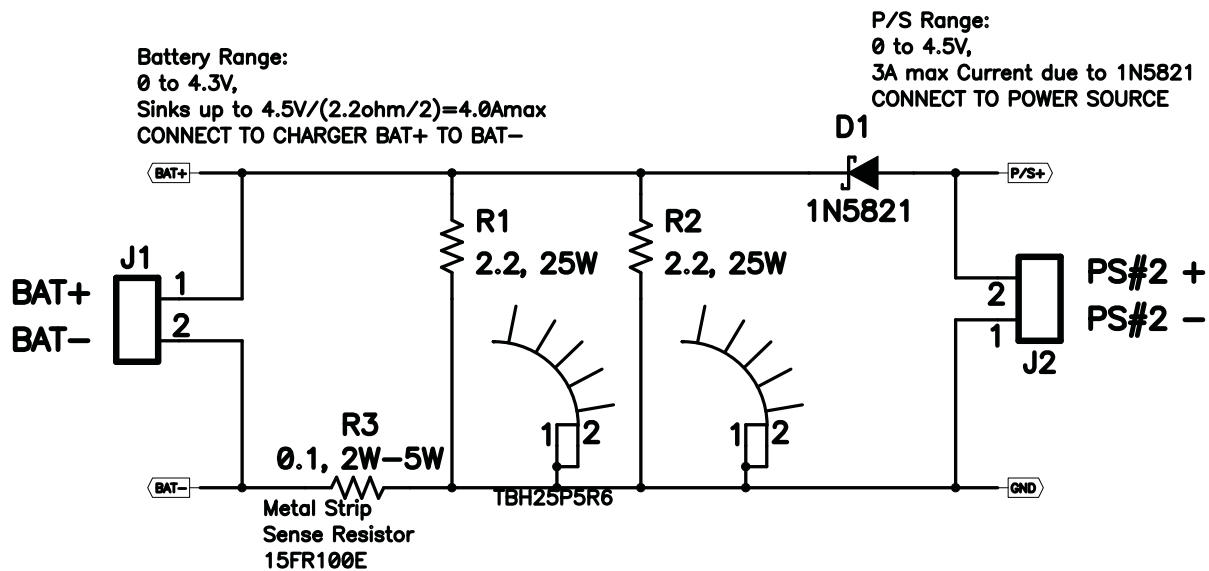 P/S Range:
0 to 4.5V,
3A max Current due to 1N5821
CONNECT TO POWER SOURCE
Battery Range:
0 to 4.3V,
Sinks up to 4.5V/(2.2ohm/2)=4.0Amax
CONNECT TO CHARGER BAT+ TO BAT-
D1
1N5821
BAT+
P/S+
R1
2.2, 25W
R2
2.2, 25W
J1
1
2
BAT+
BAT-
PS#2 +
PS#2 -
2
1
J2
1 2
1 2
R3
0.1, 2W-5W
BAT-
GND
TBH25P5R6
Metal Strip
Sense Resistor
15FR100E